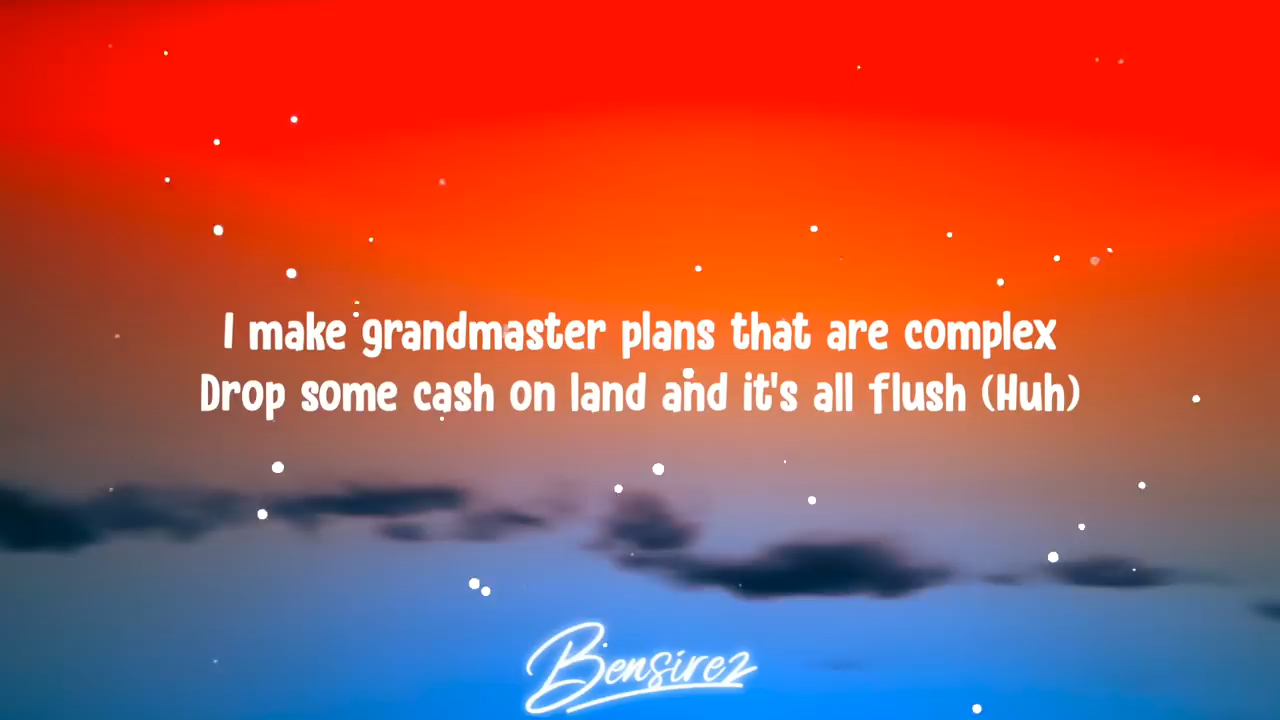 I make grandmaster plans that are complex
Drop some cash on land and it's all flush (Huh)
Bensirez